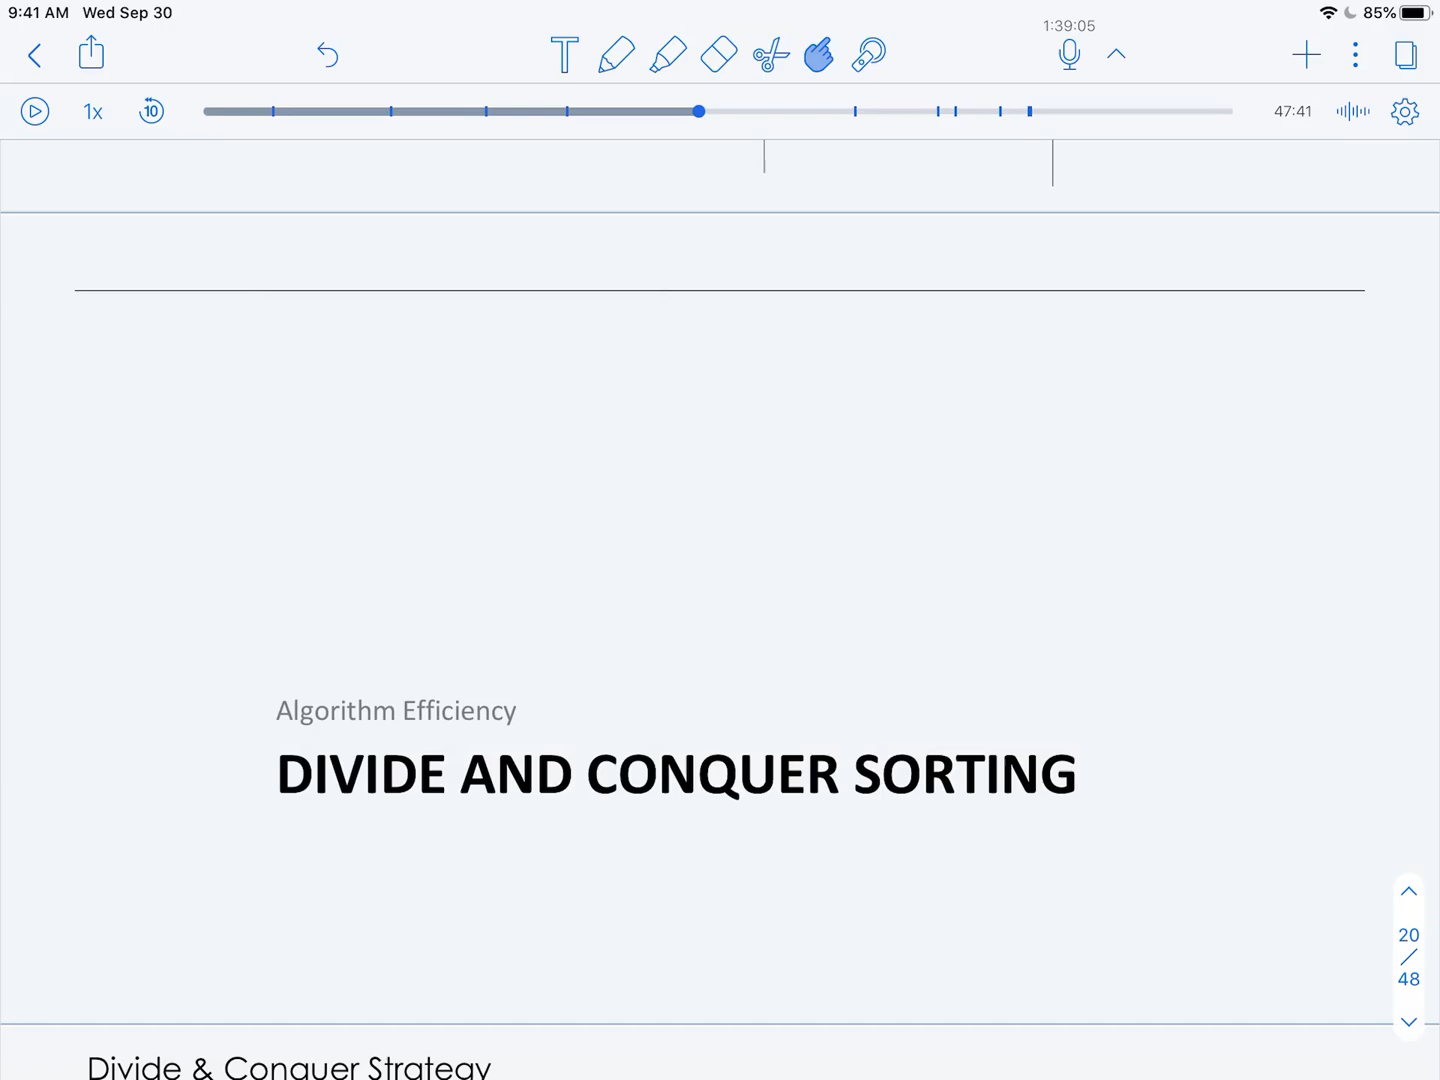 9:41 AM Wed Sep 30
85%
1:39:05
T
1x
10
47:41
Algorithm Efficiency
DIVIDE AND CONQUER SORTING
20
/
48
Divide & Conquer Strategy